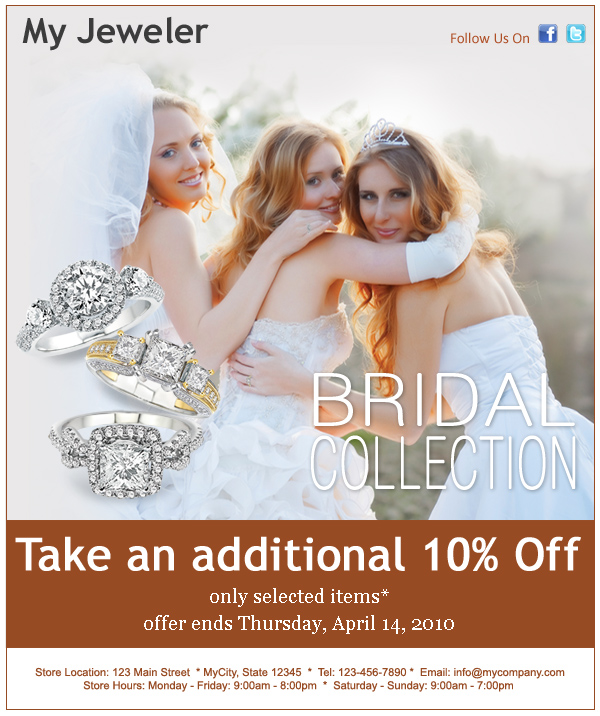 My Jeweler
Follow Us On
BRIDAL
COLLECTION
Take an additional 10% Off
only selected items*
offer ends Thursday, April 14, 2010
Store Location: 123 Main Street * MyCity, State 12345 * Tel: 123-456-7890 * Email: info@mycompany.com
Store Hours: Monday - Friday: 9:00am - 8:00pm * Saturday - Sunday: 9:00am - 7:00pm